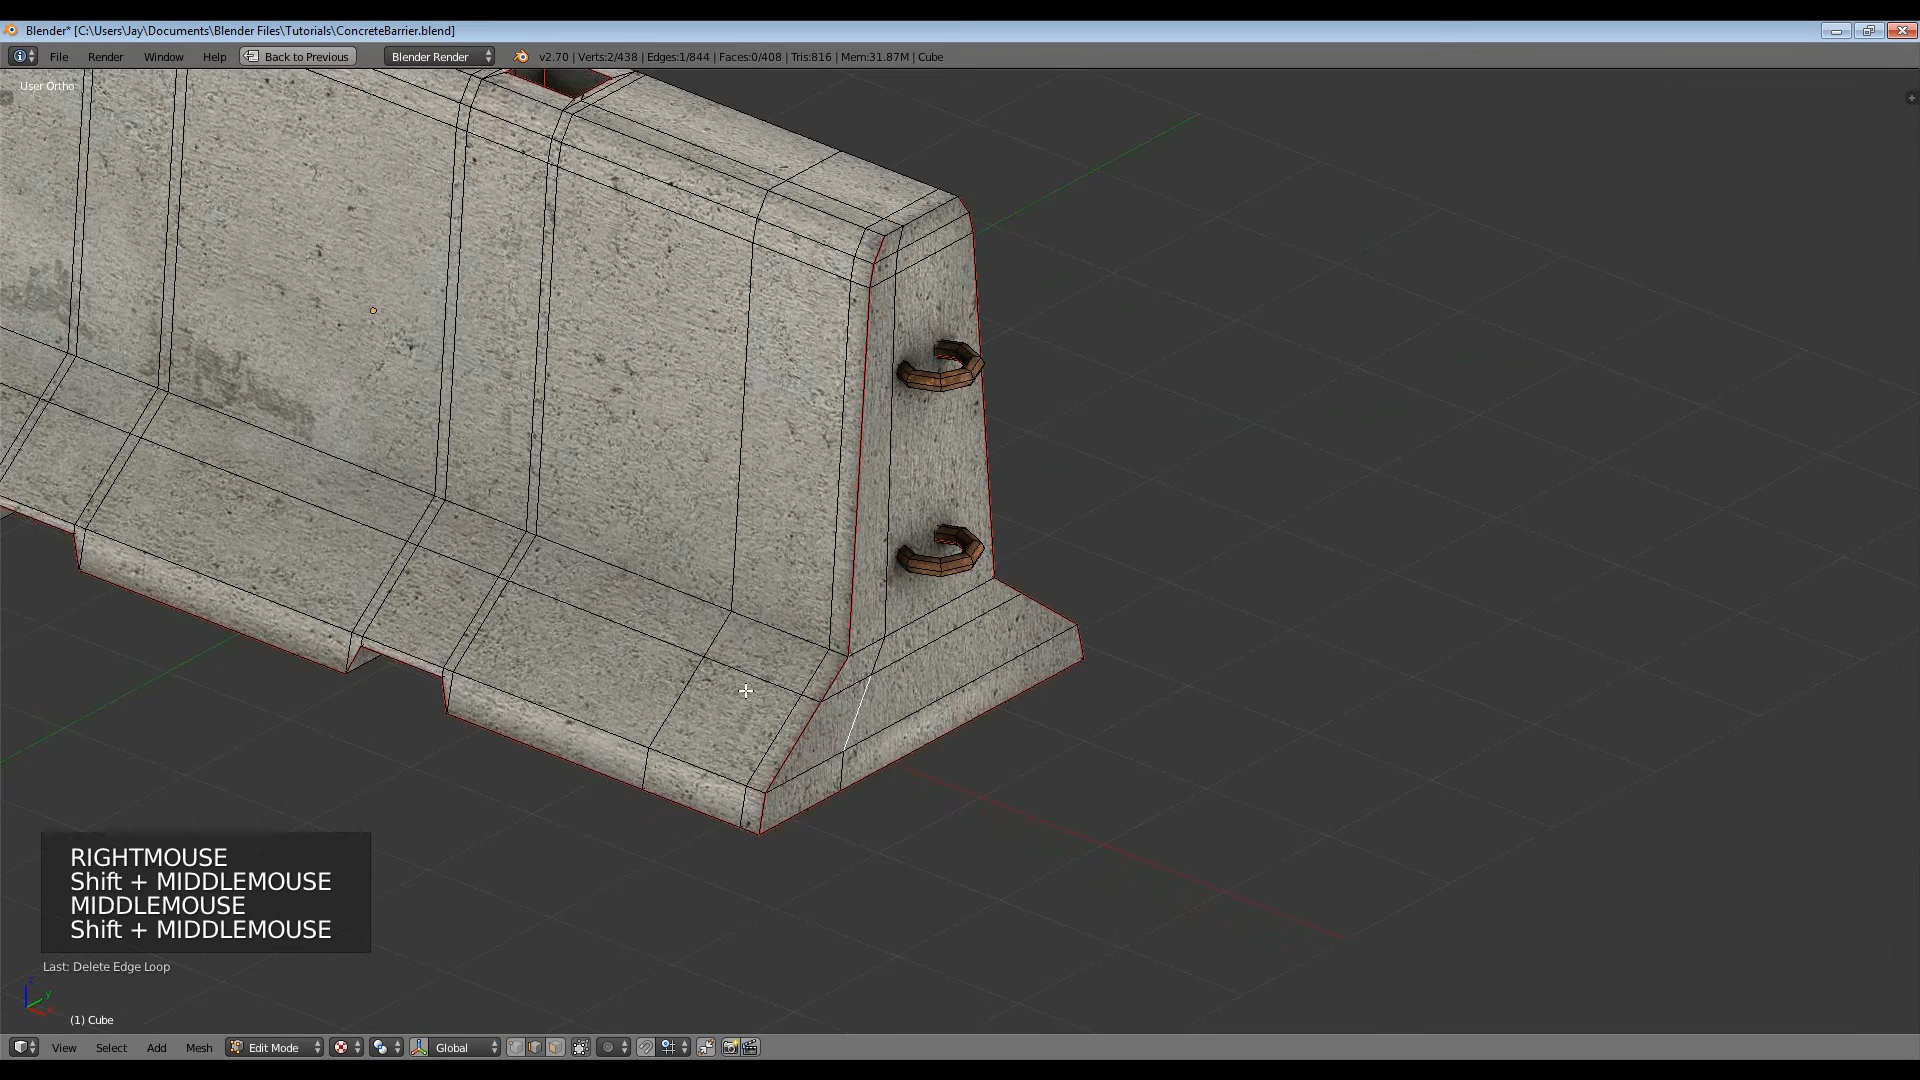 Blender* [C:\Users\Jay\Documents\Blender Files\Tutorials\ConcreteBarrier.blend]
File Render Window Help Back to Previous Blender Render v2.70 | Verts:2/438 | Edges:1/844 | Faces:0/408 | Tris:816 | Mem:31.87M | Cube
User Ortho
RIGHTMOUSE
Shift + MIDDLEMOUSE
MIDDLEMOUSE
Shift + MIDDLEMOUSE
Last: Delete Edge Loop
z
y
x
(1) Cube
View Select Add Mesh Edit Mode Global